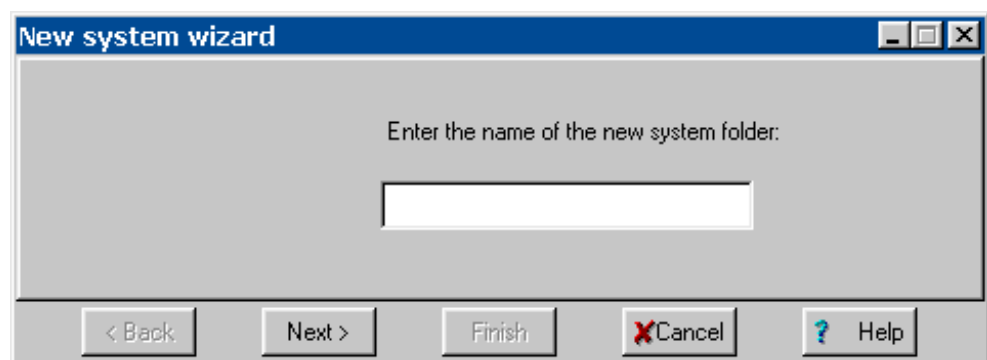 New system wizard
Enter the name of the new system folder:
< Back Next > Finish Cancel ? Help